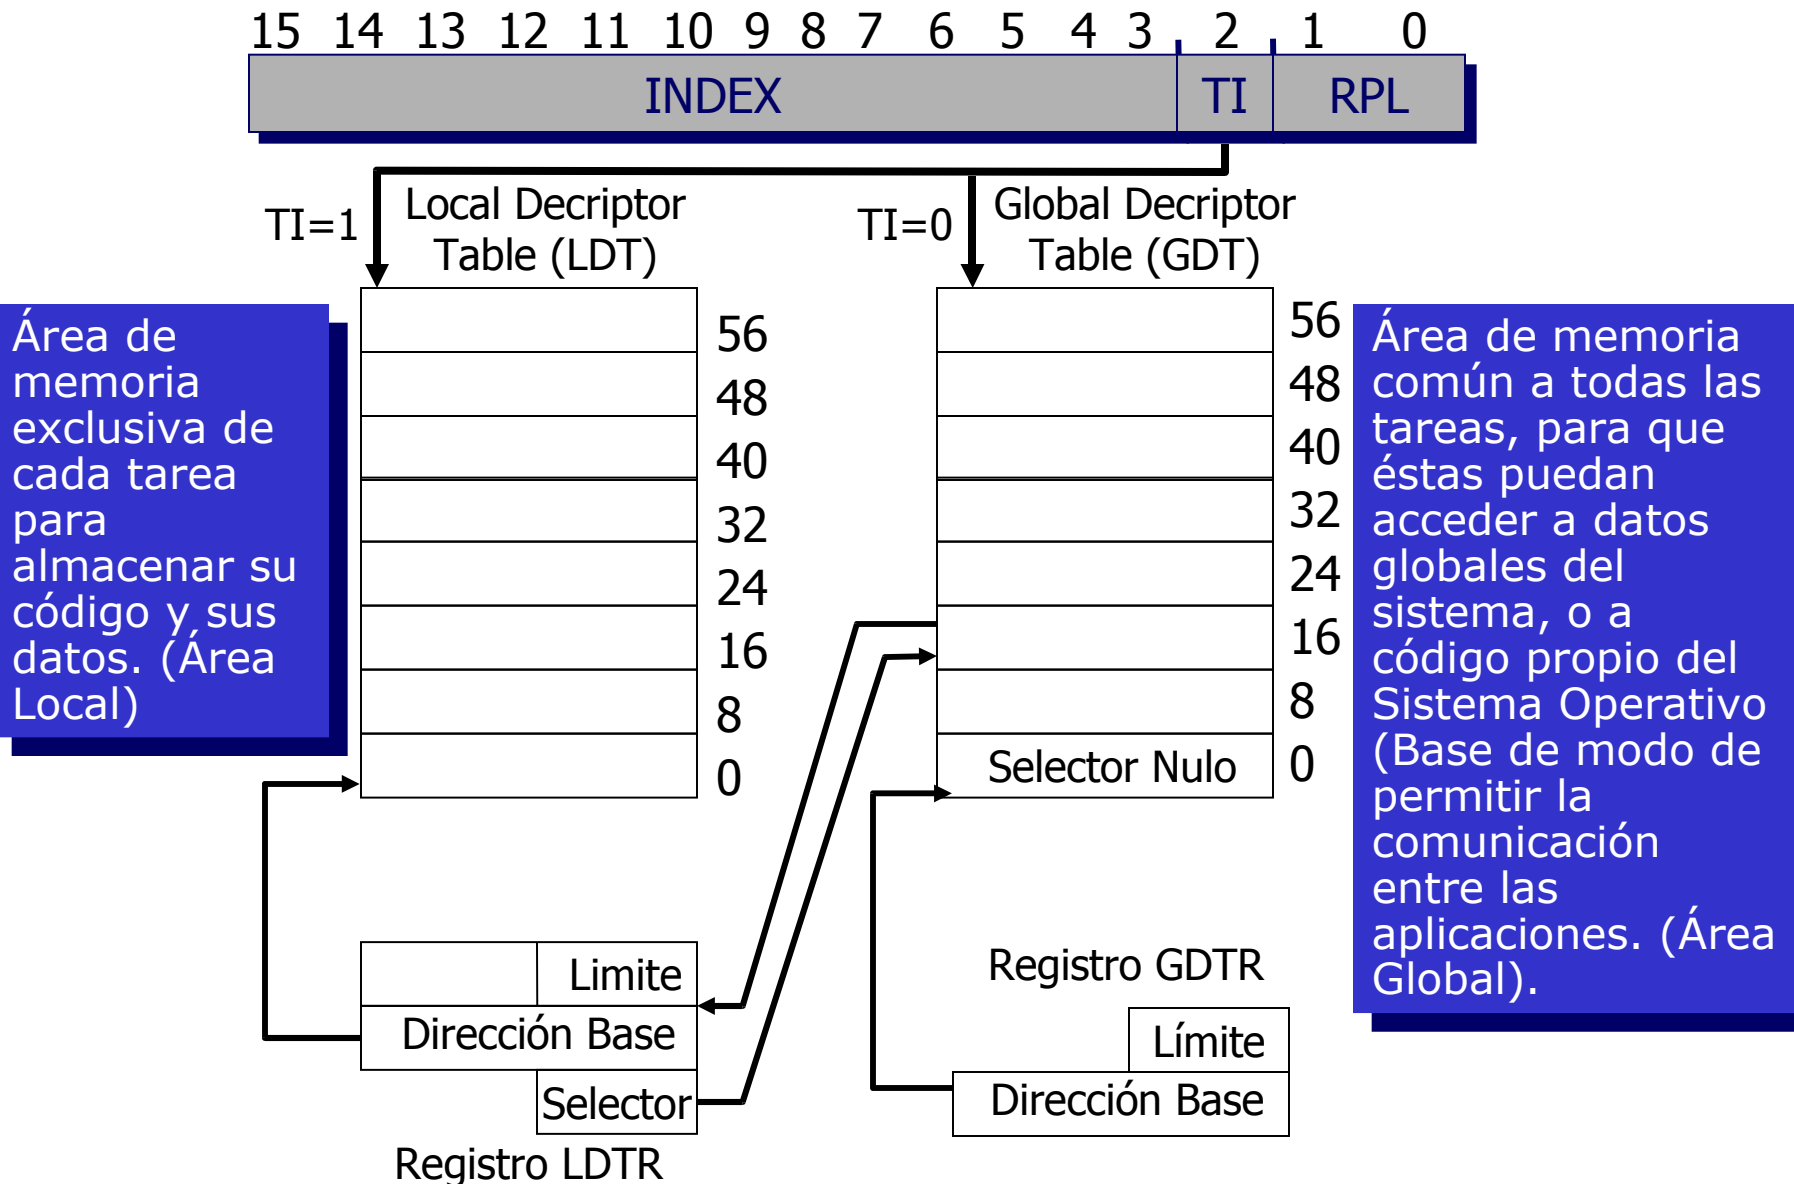 15 14 13 12 11 10 9 8 7 6 5 4 3 2 1 0
INDEX TI RPL
TI=1
Local Decriptor
Table (LDT)
TI=0
Global Decriptor
Table (GDT)
Área de
memoria
exclusiva de
cada tarea
para
almacenar su
código y sus
datos. (Área
Local)
56
48
40
32
24
16
8
0
56
48
40
32
24
16
8
Selector Nulo 0
Área de memoria
común a todas las
tareas, para que
éstas puedan
acceder a datos
globales del
sistema, o a
código propio del
Sistema Operativo
(Base de modo de
permitir la
comunicación
entre las
aplicaciones. (Área
Global).
Limite
Dirección Base
Selector
Registro LDTR
Registro GDTR
Límite
Dirección Base